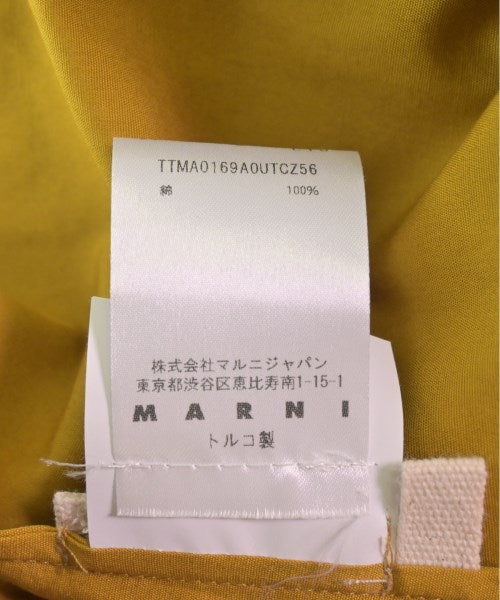 TTMA0169A0UTCZ56
綿 100%
株式会社マルニジャパン
東京都渋谷区恵比寿南1-15-1
MARNI
トルコ製